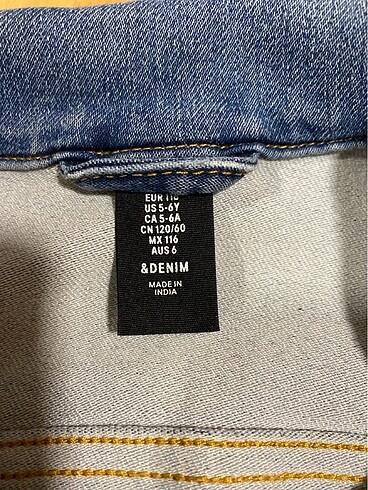 EUR 116
US 5-6Y
CA 5-6A
CN 120/60
MX 116
AUS 6
&DENIM
MADE IN
INDIA